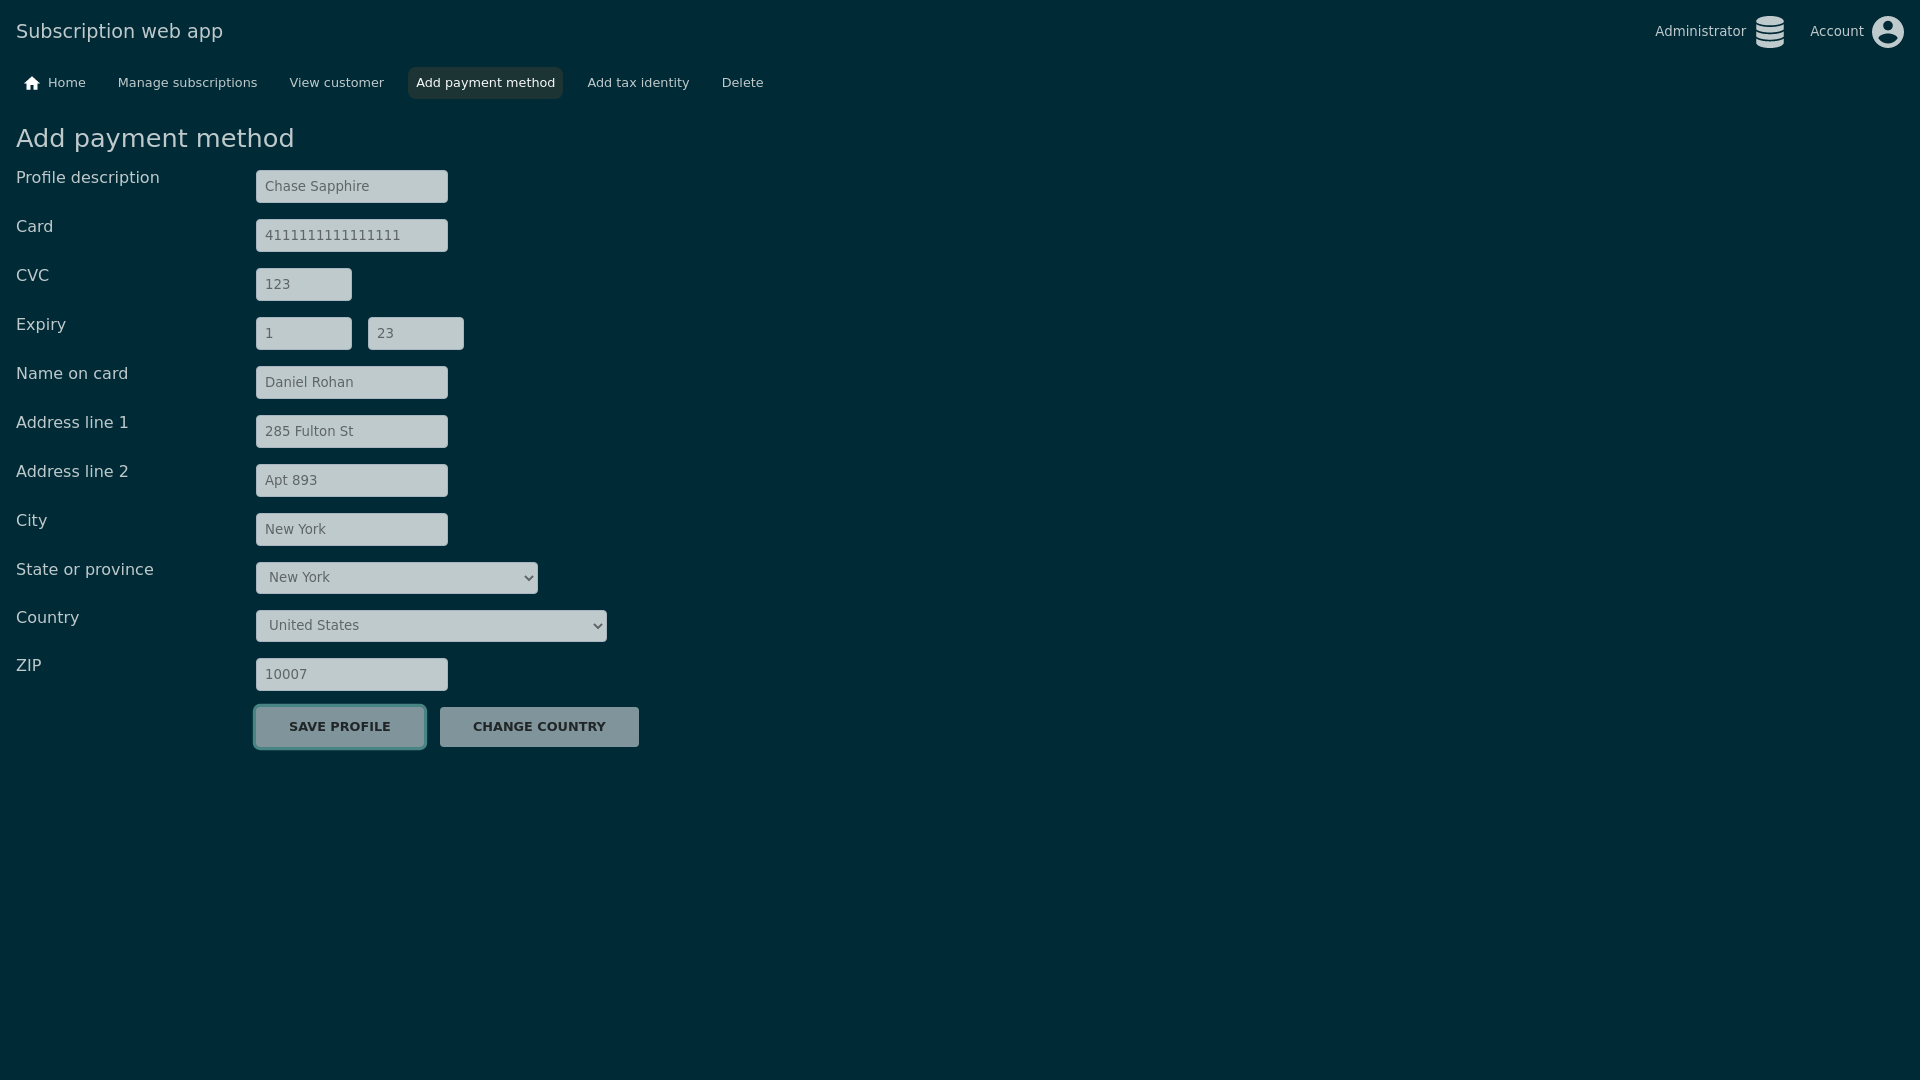 Subscription web app
Administrator
Account
Home
Manage subscriptions
View customer
Add payment method
Add tax identity
Delete
Add payment method
Profile description
Chase Sapphire
Card
4111111111111111
CVC
123
Expiry
1
23
Name on card
Daniel Rohan
Address line 1
285 Fulton St
Address line 2
Apt 893
City
New York
State or province
New York
Country
United States
ZIP
10007
SAVE PROFILE
CHANGE COUNTRY